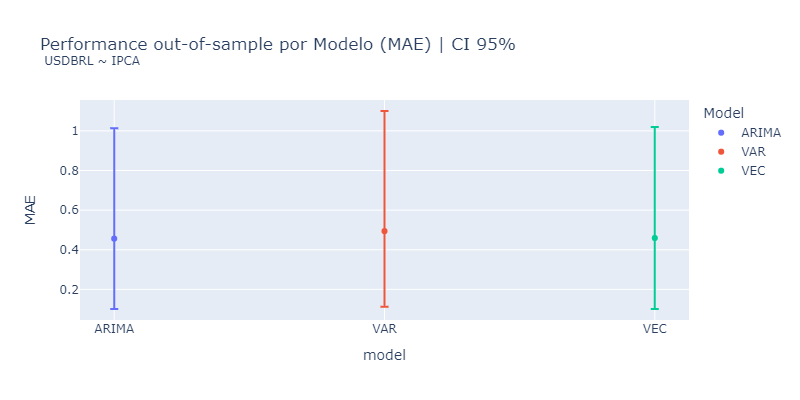 Performance out-of-sample por Modelo (MAE) | CI 95%
USDBRL ~ IPCA
Model
ARIMA
VAR
VEC
MAE
1
0.8
0.6
0.4
0.2
ARIMA VAR VEC
model